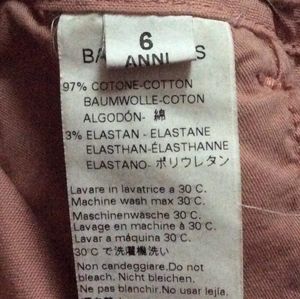 6
ANNI
97% COTONE-COTTON
BAUMWOLLE-COTON
ALGODÓN- 綿
3% ELASTAN - ELASTANE
ELASTHAN-ÉLASTHANNE
ELASTANO- ポリウレタン
Lavare in lavatrice a 30°C.
Machine wash max 30°C.
Maschinenwäsche a 30°C.
Lavage en machine à 30°C.
Lavar a máquina a 30°C.
30°Cで洗濯機洗い
Non candeggiare.Do not
bleach. Nicht bleichen.
Ne pas blanchir.No usar lejía.